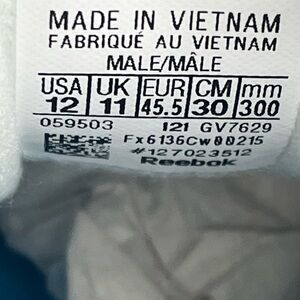 MADE IN VIETNAM
FABRIQUÉ AU VIETNAM
MALE/MÂLE
USA UK EUR CM mm
12 11 45.5 30 300
059503 121 GV7629
Fx6136Cw00215
#127023512
Reebok